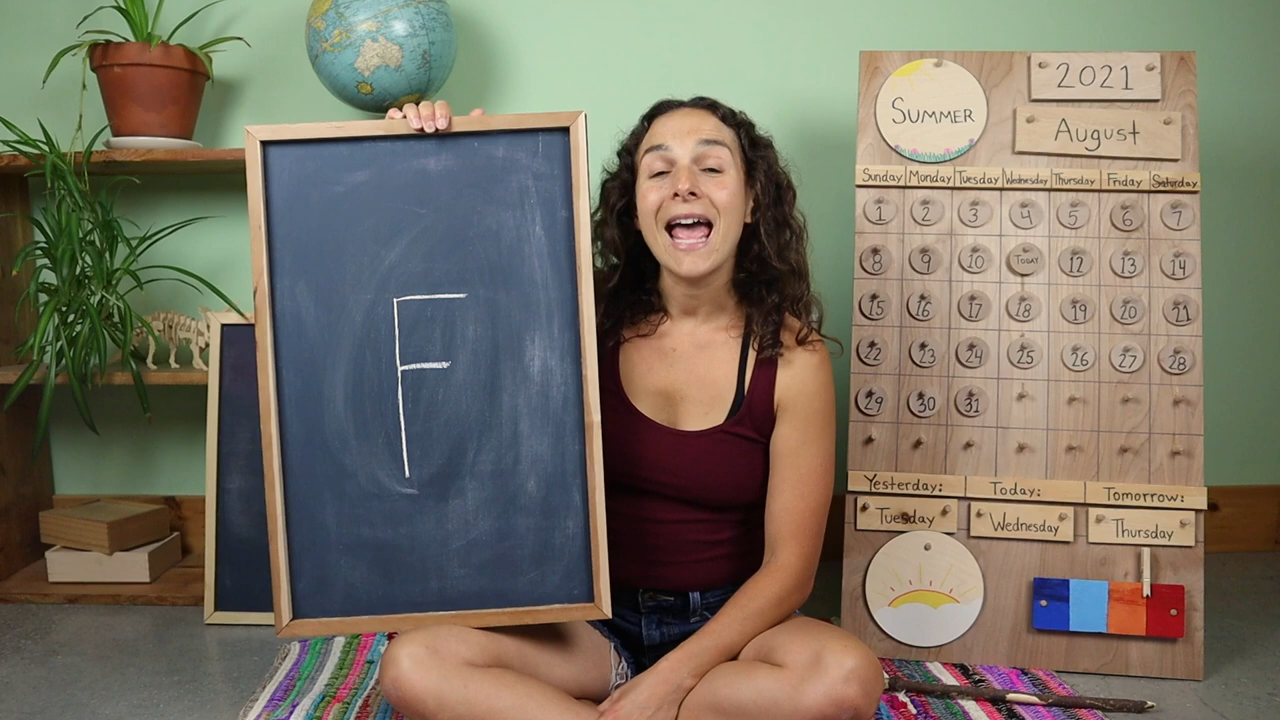 F
SUMMER
2021
August
Sunday Monday Tuesday Wednesday Thursday Friday Saturday
1 2 3 4 5 6 7
8 9 10 TODAY 12 13 14
15 16 17 18 19 20 21
22 23 24 25 26 27 28
29 30 31
Yesterday: Today: Tomorrow:
Tuesday Wednesday Thursday